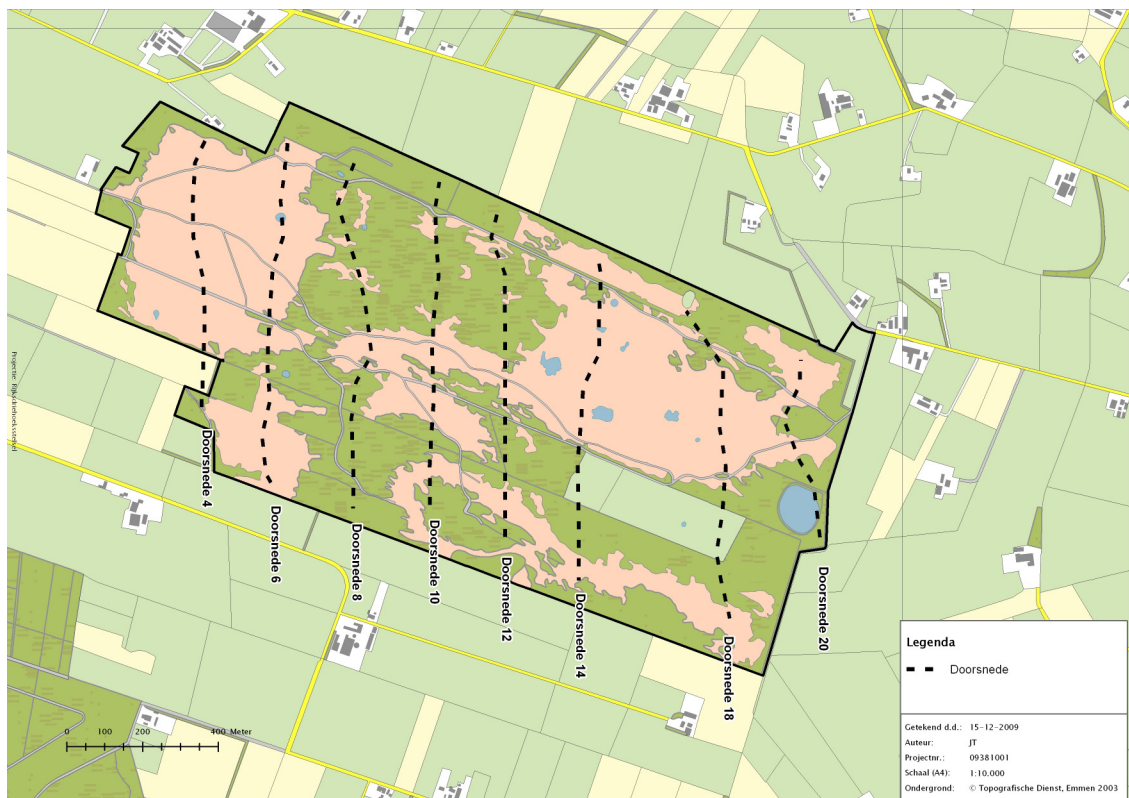 Projectie: Rijksdriehoeksstelsel
Doorsnede 4
Doorsnede 6
Doorsnede 8
Doorsnede 10
Doorsnede 12
Doorsnede 14
Doorsnede 18
Doorsnede 20
0 100 200 400 Meter
Legenda
Doorsnede
Getekend d.d.: 15-12-2009
Auteur: JT
Projectnr.: 09381001
Schaal (A4): 1:10.000
Ondergrond: © Topografische Dienst, Emmen 2003